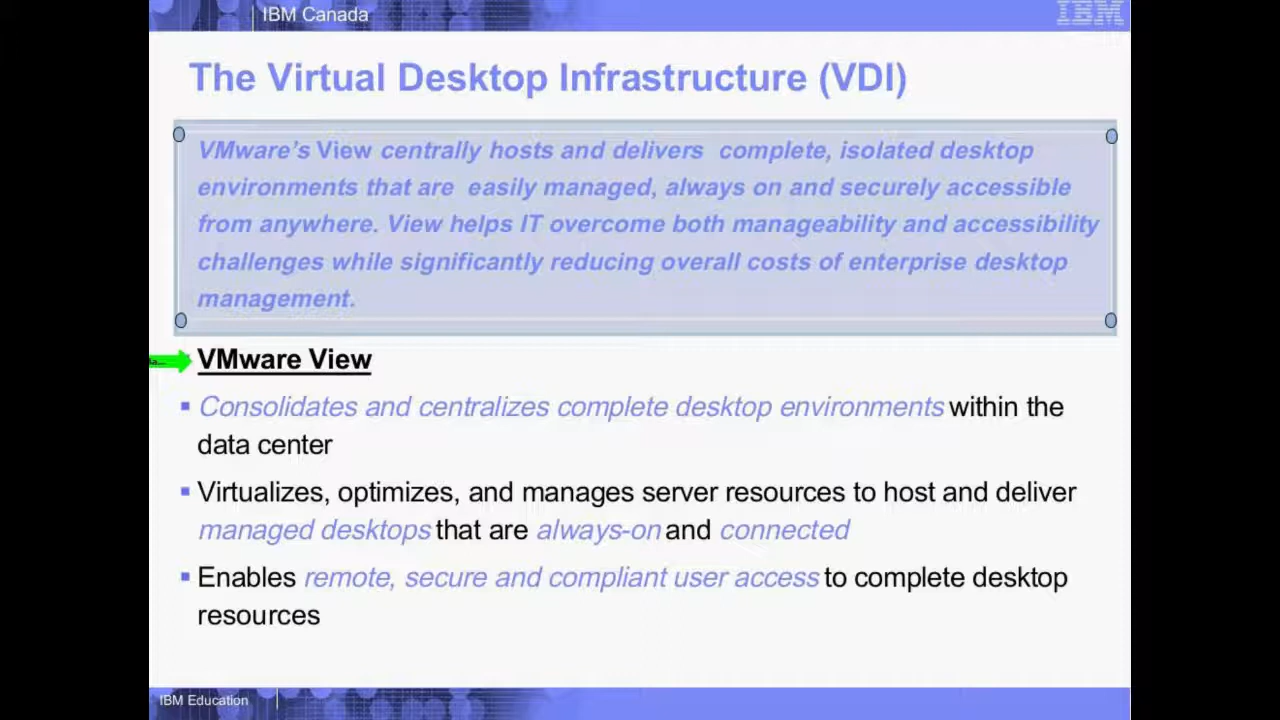 IBM Canada
IBM
The Virtual Desktop Infrastructure (VDI)
VMware's View centrally hosts and delivers complete, isolated desktop
environments that are easily managed, always on and securely accessible
from anywhere. View helps IT overcome both manageability and accessibility
challenges while significantly reducing overall costs of enterprise desktop
management.
VMware View
Consolidates and centralizes complete desktop environments within the
data center
Virtualizes, optimizes, and manages server resources to host and deliver
managed desktops that are always-on and connected
Enables remote, secure and compliant user access to complete desktop
resources
IBM Education